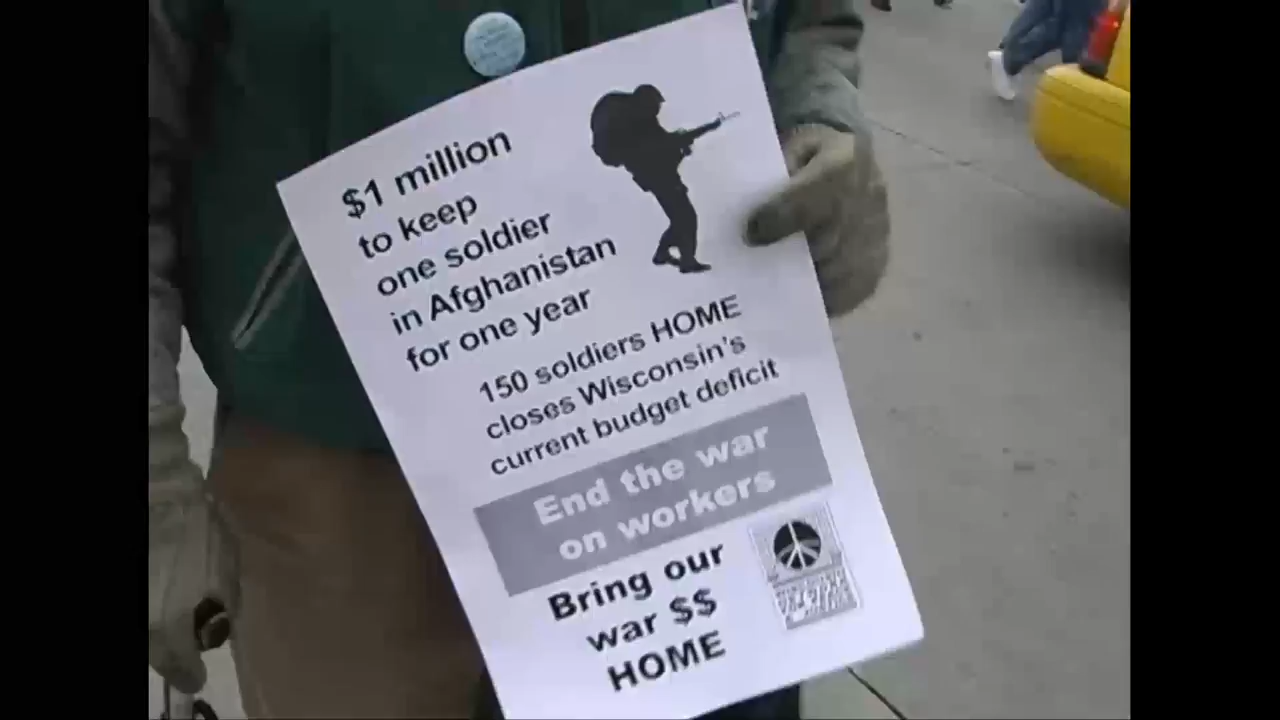 $1 million
to keep
one soldier
in Afghanistan
for one year
150 soldiers HOME
closes Wisconsin's
current budget deficit
End the war
on workers
Bring our
war $$
HOME